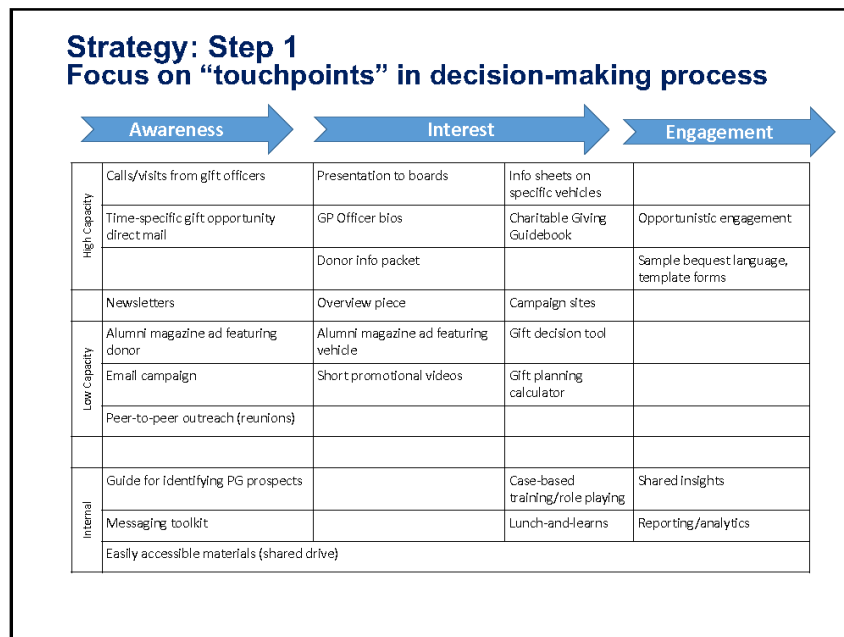 Strategy: Step 1
Focus on “touchpoints” in decision-making process
Awareness
Interest
Engagement
High Capacity
Calls/visits from gift officers
Presentation to boards
Info sheets on
specific vehicles
Time-specific gift opportunity
direct mail
GP Officer bios
Charitable Giving
Guidebook
Opportunistic engagement
Donor info packet
Sample bequest language,
template forms
Newsletters
Overview piece
Campaign sites
Low Capacity
Alumni magazine ad featuring
donor
Alumni magazine ad featuring
vehicle
Gift decision tool
Email campaign
Short promotional videos
Gift planning
calculator
Peer-to-peer outreach (reunions)
Internal
Guide for identifying PG prospects
Case-based
training/role playing
Shared insights
Messaging toolkit
Lunch-and-learns
Reporting/analytics
Easily accessible materials (shared drive)